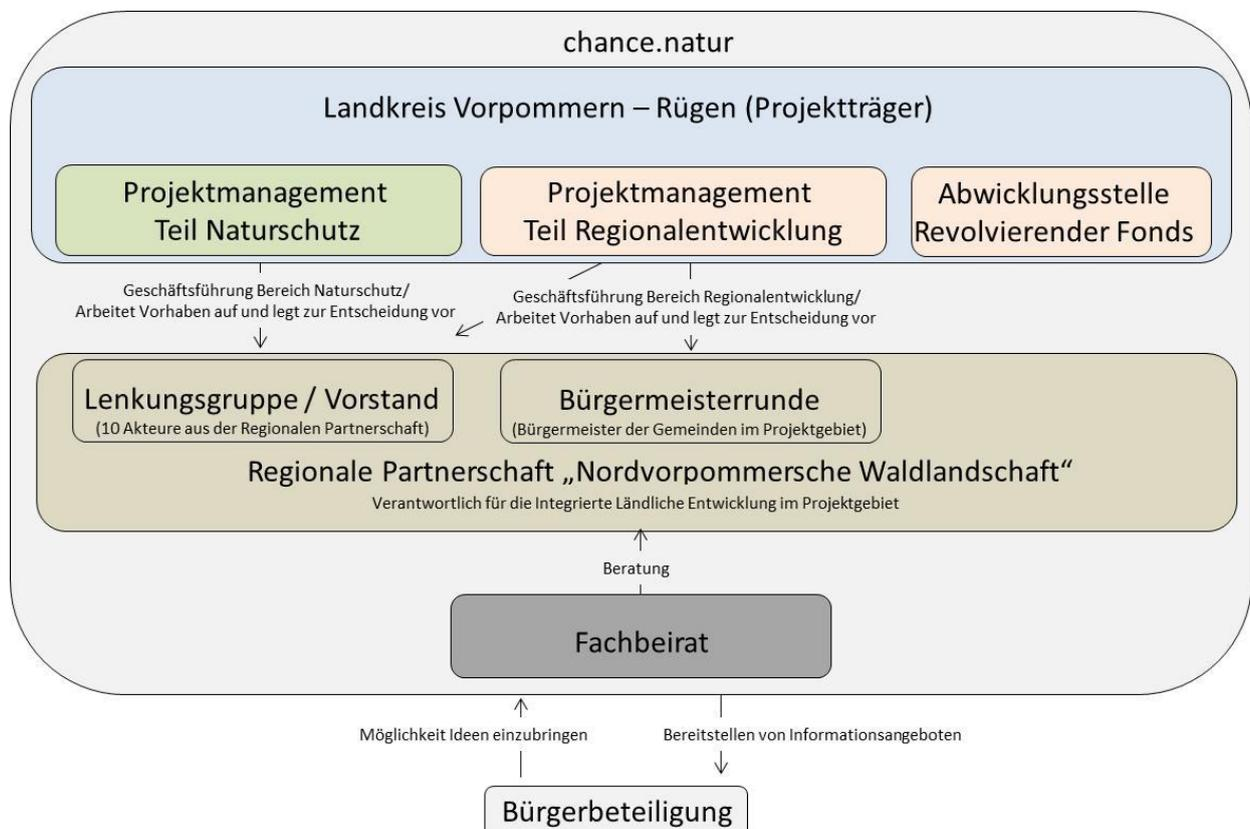 chance.natur
Landkreis Vorpommern – Rügen (Projektträger)
Projektmanagement
Teil Naturschutz
Projektmanagement
Teil Regionalentwicklung
Abwicklungsstelle
Revolvierender Fonds
Geschäftsführung Bereich Naturschutz/
Arbeitet Vorhaben auf und legt zur Entscheidung vor
Geschäftsführung Bereich Regionalentwicklung/
Arbeitet Vorhaben auf und legt zur Entscheidung vor
Lenkungsgruppe / Vorstand
(10 Akteure aus der Regionalen Partnerschaft)
Bürgermeisterrunde
(Bürgermeister der Gemeinden im Projektgebiet)
Regionale Partnerschaft „Nordvorpommersche Waldlandschaft“
Verantwortlich für die Integrierte Ländliche Entwicklung im Projektgebiet
Beratung
Fachbeirat
Möglichkeit Ideen einzubringen
Bereitstellen von Informationsangeboten
Bürgerbeteiligung